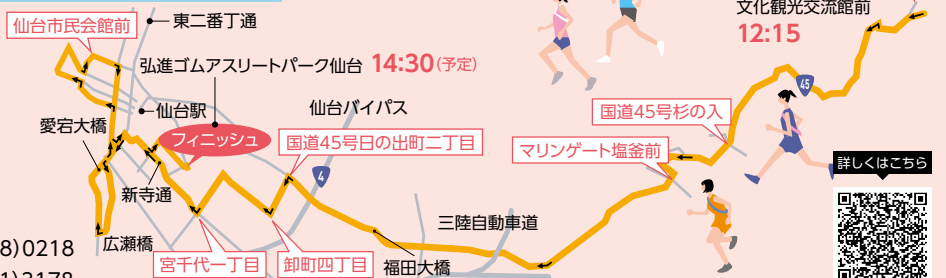 文化観光交流館前
12:15
仙台市民会館前
東二番丁通
弘進ゴムアスリートパーク仙台 14:30(予定)
仙台駅
仙台バイパス
45
国道45号杉の入
愛宕大橋
フィニッシュ
国道45号日の出町二丁目
マリンゲート塩釜前
詳しくはこちら
4
新寺通
三陸自動車道
広瀬橋
8)0218
宮千代一丁目
卸町四丁目
福田大橋